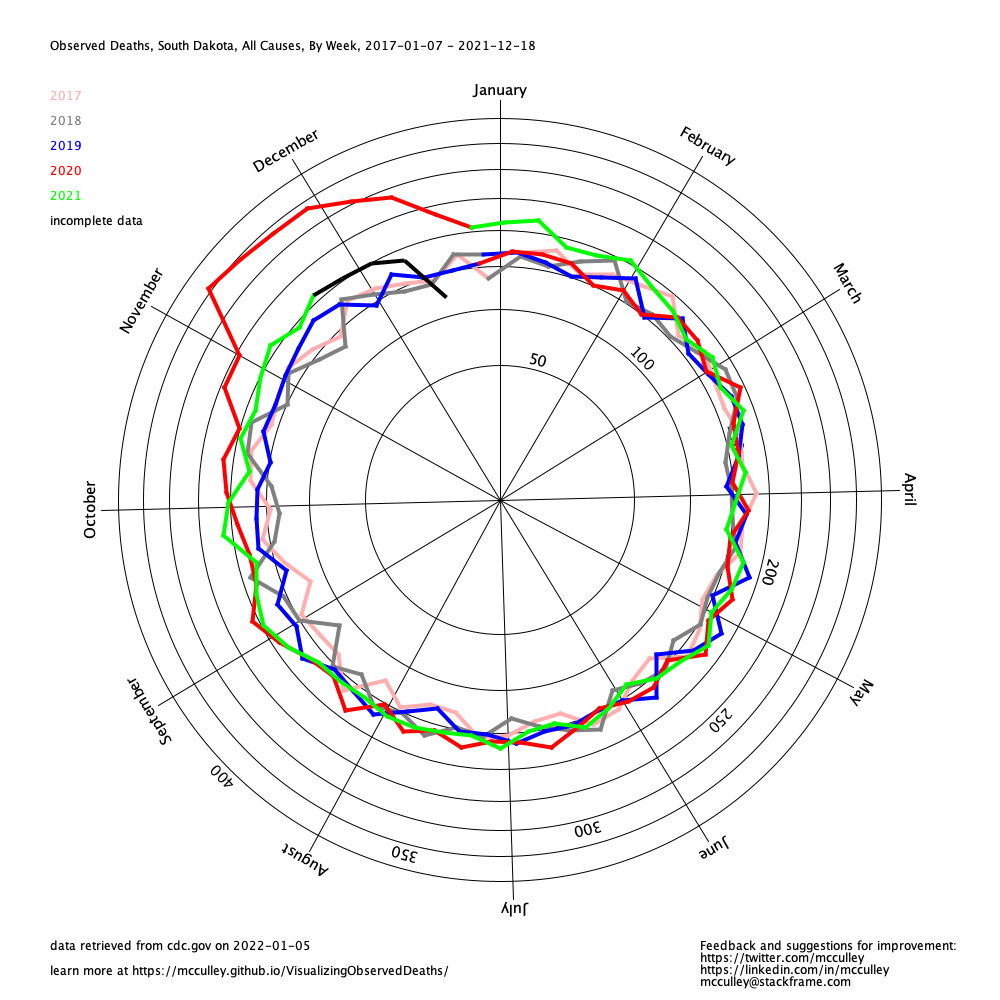 Observed Deaths, South Dakota, All Causes, By Week, 2017-01-07 - 2021-12-18
January
2017
2018
2019
2020
2021
incomplete data
December
February
November
March
50
100
October
April
200
September
May
250
400
300
350
August
June
July
data retrieved from cdc.gov on 2022-01-05
learn more at https://mcculley.github.io/VisualizingObservedDeaths/
Feedback and suggestions for improvement:
https://twitter.com/mcculley
https://linkedin.com/in/mcculley
mcculley@stackframe.com